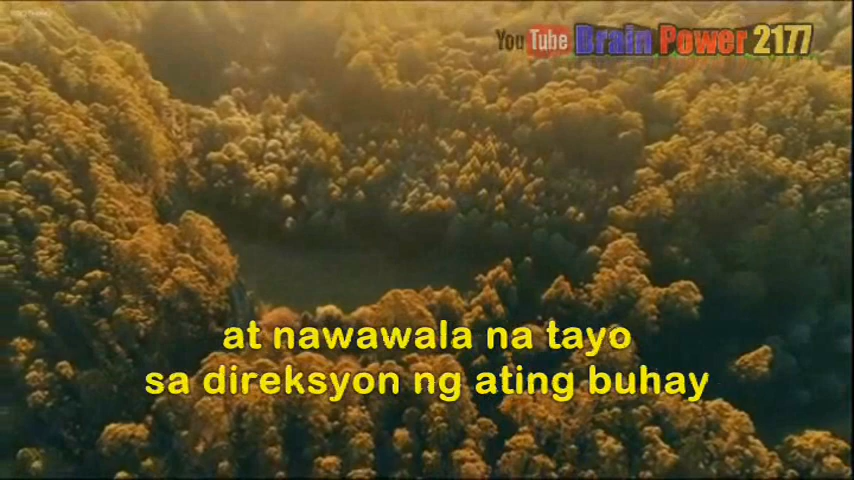 YouTube Brain Power 2177
at nawawala na tayo
sa direksyon ng ating buhay